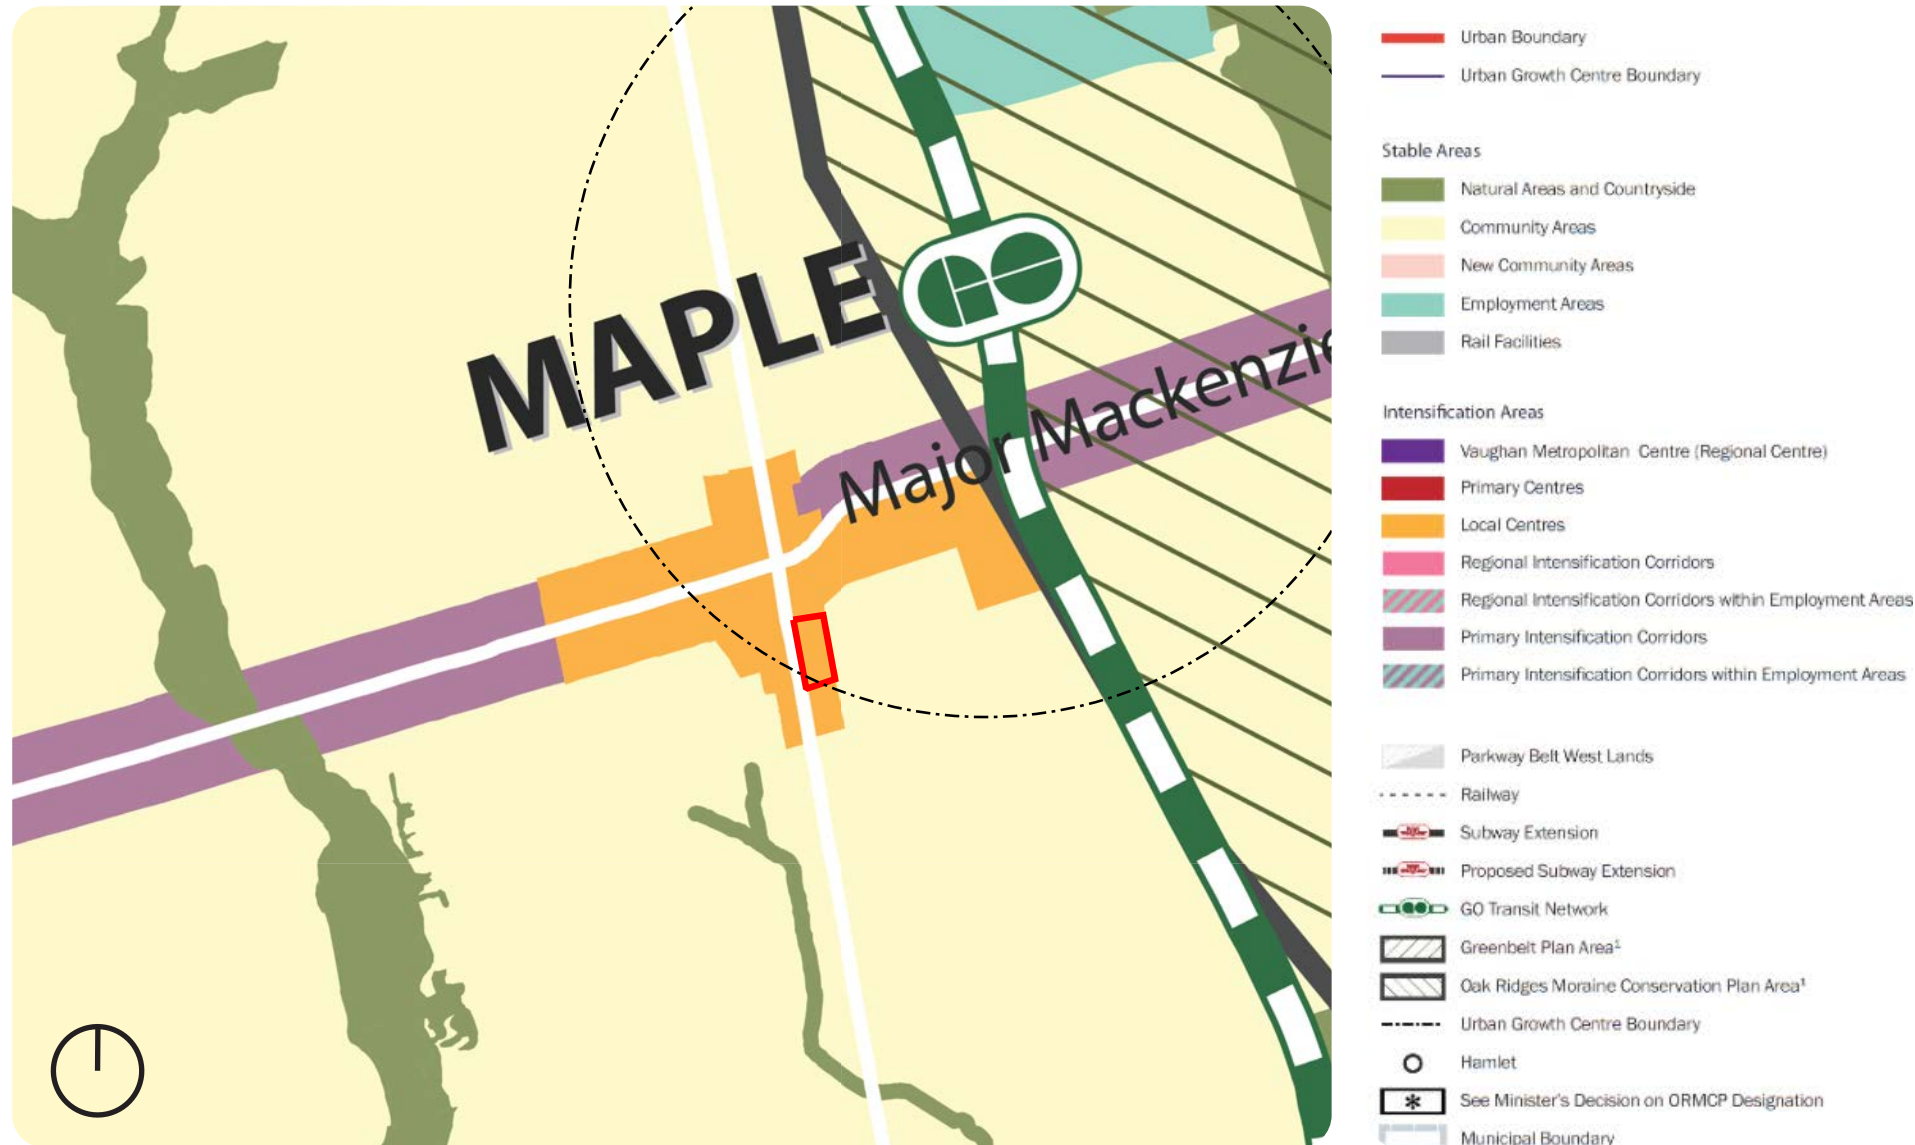 MAPLE
Major Mackenzie
Urban Boundary
Urban Growth Centre Boundary
Stable Areas
Natural Areas and Countryside
Community Areas
New Community Areas
Employment Areas
Rail Facilities
Intensification Areas
Vaughan Metropolitan Centre (Regional Centre)
Primary Centres
Local Centres
Regional Intensification Corridors
Regional Intensification Corridors within Employment Areas
Primary Intensification Corridors
Primary Intensification Corridors within Employment Areas
Parkway Belt West Lands
Railway
Subway Extension
Proposed Subway Extension
GO Transit Network
Greenbelt Plan Area¹
Oak Ridges Moraine Conservation Plan Area¹
Urban Growth Centre Boundary
Hamlet
See Minister's Decision on ORMCP Designation
Municipal Boundary